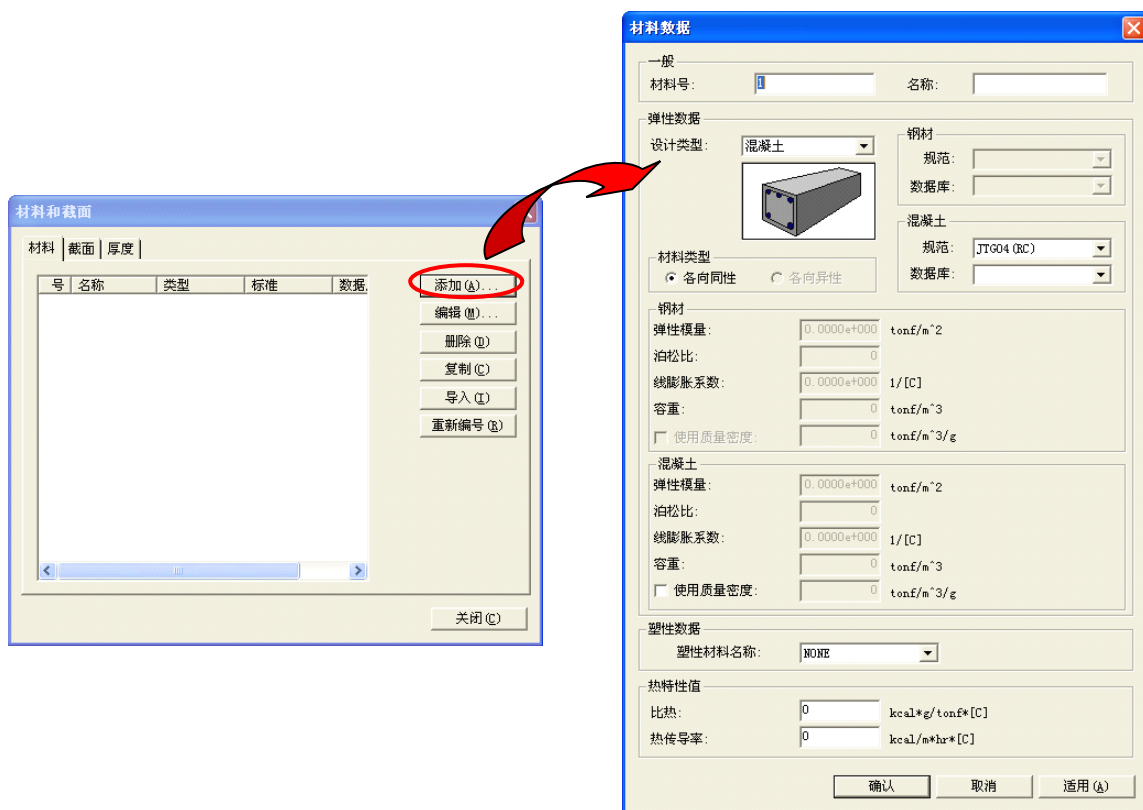 材料和截面
材料 截面 厚度
号 名称 类型 标准 数据
添加(A)...
编辑(M)...
删除(D)
复制(C)
导入(I)
重新编号(R)
关闭(C)
材料数据
一般
材料号: 1 名称:
弹性数据
设计类型: 混凝土
钢材
规范:
数据库:
混凝土
规范: JTG04(RC)
数据库:
材料类型
各向同性 各向异性
钢材
弹性模量: 0.0000e+000 tonf/m^2
泊松比: 0
线膨胀系数: 0.0000e+000 1/[C]
容重: 0 tonf/m^3
使用质量密度: 0 tonf/m^3/g
混凝土
弹性模量: 0.0000e+000 tonf/m^2
泊松比: 0
线膨胀系数: 0.0000e+000 1/[C]
容重: 0 tonf/m^3
使用质量密度: 0 tonf/m^3/g
塑性数据
塑性材料名称: NONE
热特性值
比热: 0 kcal*g/tonf*[C]
热传导率: 0 kcal/m*hr*[C]
确认 取消 适用(A)